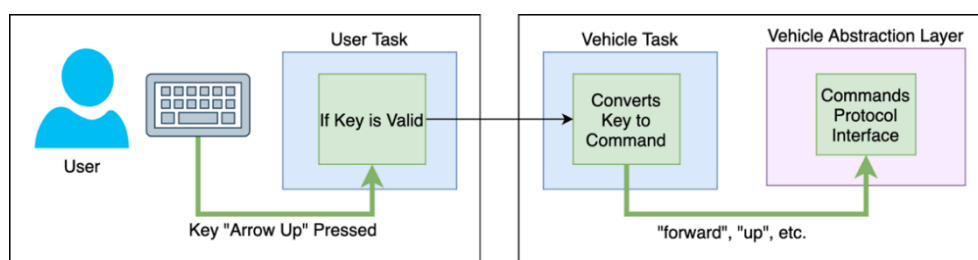 User Task
If Key is Valid
User
Key "Arrow Up" Pressed
Vehicle Task
Converts
Key to
Command
Vehicle Abstraction Layer
Commands
Protocol
Interface
"forward", "up", etc.